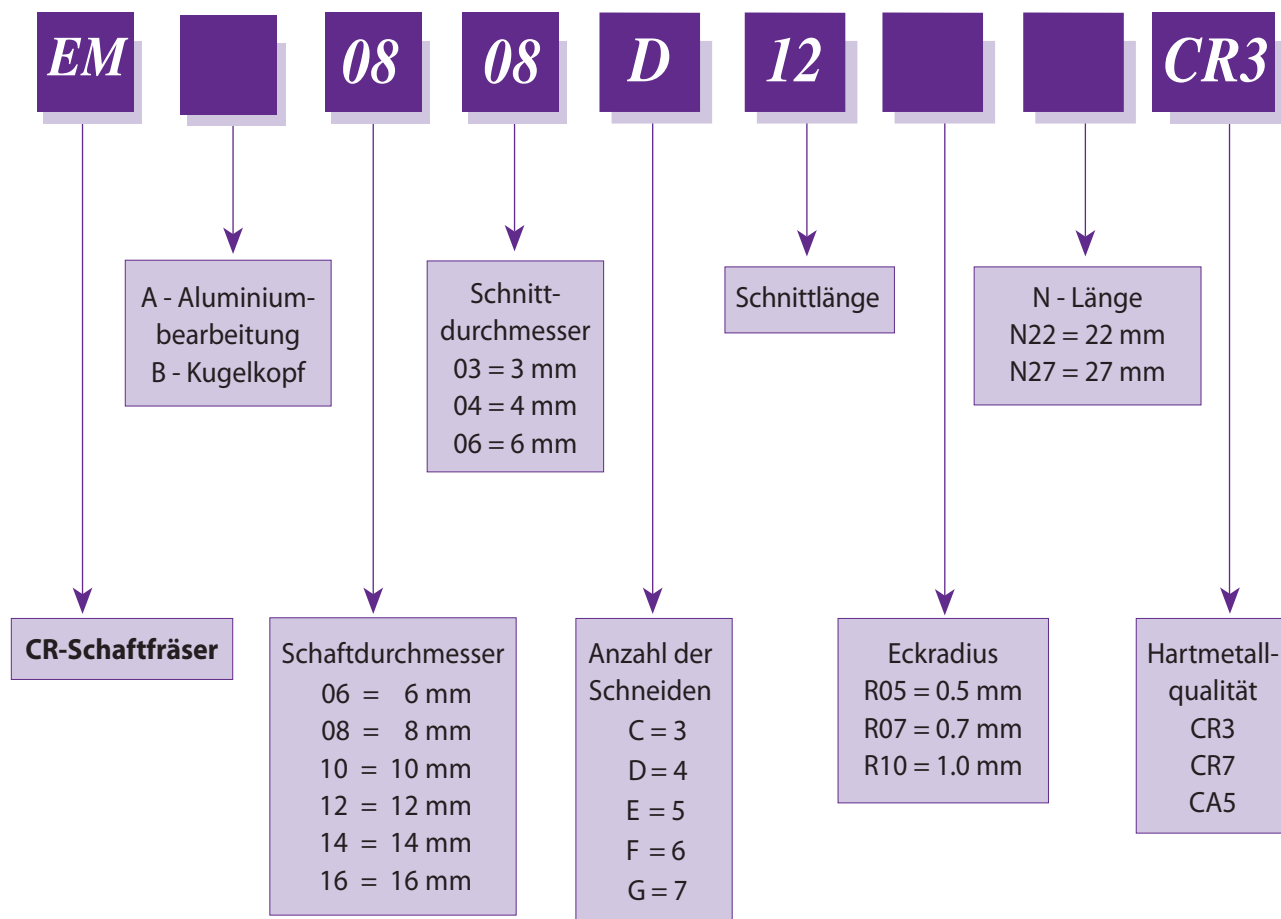 EM 08 08 D 12 CR3
A - Aluminium-
bearbeitung
B - Kugelkopf
Schnitt-
durchmesser
03 = 3 mm
04 = 4 mm
06 = 6 mm
Schnittlänge
N - Länge
N22 = 22 mm
N27 = 27 mm
CR-Schaftfräser
Schaftdurchmesser
06 = 6 mm
08 = 8 mm
10 = 10 mm
12 = 12 mm
14 = 14 mm
16 = 16 mm
Anzahl der
Schneiden
C = 3
D = 4
E = 5
F = 6
G = 7
Eckradius
R05 = 0.5 mm
R07 = 0.7 mm
R10 = 1.0 mm
Hartmetall-
qualität
CR3
CR7
CA5